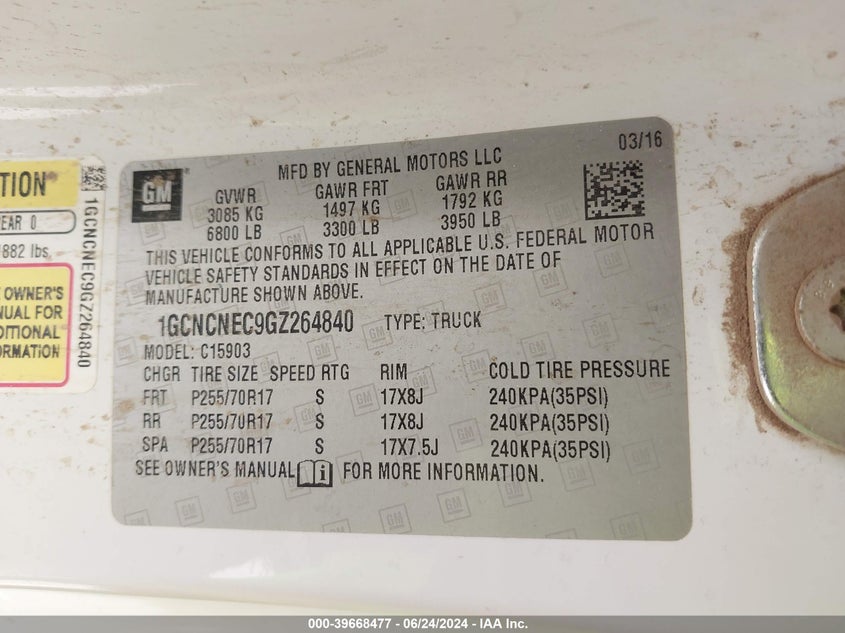 TION
EAR 0
882 lbs.
E OWNER'S
NUAL FOR
DITIONAL
ORMATION
1GCNCNEC9GZ264840
GM
MFD BY GENERAL MOTORS LLC
03/16
GVWR GAWR FRT GAWR RR
3085 KG 1497 KG 1792 KG
6800 LB 3300 LB 3950 LB
THIS VEHICLE CONFORMS TO ALL APPLICABLE U.S. FEDERAL MOTOR
VEHICLE SAFETY STANDARDS IN EFFECT ON THE DATE OF
MANUFACTURE SHOWN ABOVE.
1GCNCNEC9GZ264840 TYPE: TRUCK
MODEL: C15903
CHGR TIRE SIZE SPEED RTG RIM COLD TIRE PRESSURE
FRT P255/70R17 S 17X8J 240KPA(35PSI)
RR P255/70R17 S 17X8J 240KPA(35PSI)
SPA P255/70R17 S 17X7.5J 240KPA(35PSI)
SEE OWNER'S MANUAL i FOR MORE INFORMATION.
000-39668477 - 06/24/2024 - IAA Inc.